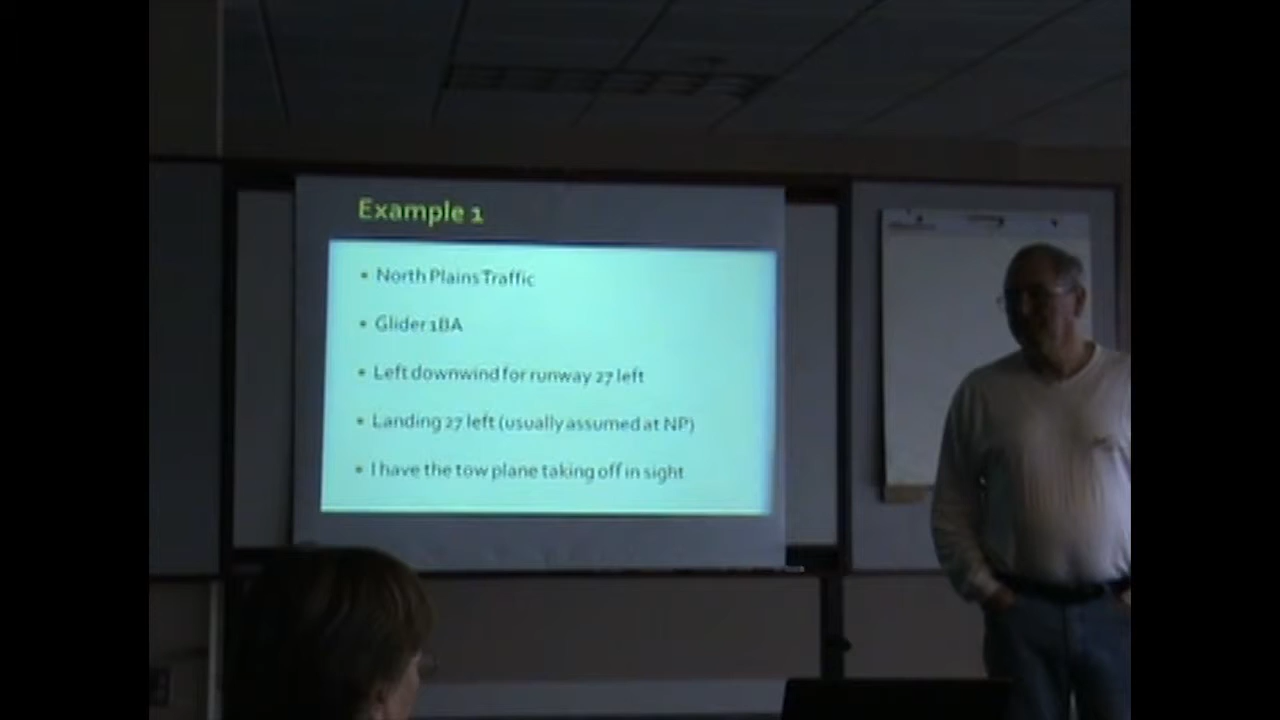 Example 1
• North Plains Traffic
• Glider 1BA
• Left downwind for runway 27 left
• Landing 27 left (usually assumed at NP)
• I have the tow plane taking off in sight